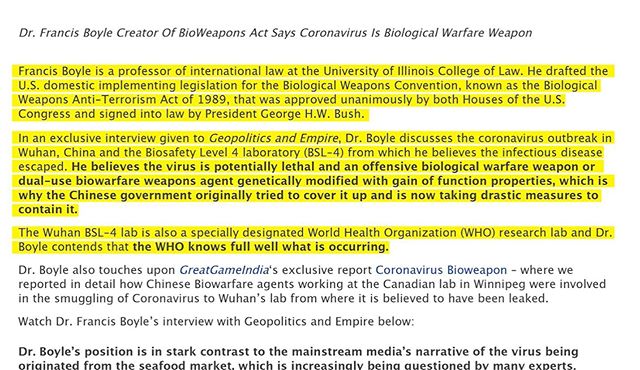 Dr. Francis Boyle Creator Of BioWeapons Act Says Coronavirus Is Biological Warfare Weapon
Francis Boyle is a professor of international law at the University of Illinois College of Law. He drafted the
U.S. domestic implementing legislation for the Biological Weapons Convention, known as the Biological
Weapons Anti-Terrorism Act of 1989, that was approved unanimously by both Houses of the U.S.
Congress and signed into law by President George H.W. Bush.
In an exclusive interview given to Geopolitics and Empire, Dr. Boyle discusses the coronavirus outbreak in
Wuhan, China and the Biosafety Level 4 laboratory (BSL-4) from which he believes the infectious disease
escaped. He believes the virus is potentially lethal and an offensive biological warfare weapon or
dual-use biowarfare weapons agent genetically modified with gain of function properties, which is
why the Chinese government originally tried to cover it up and is now taking drastic measures to
contain it.
The Wuhan BSL-4 lab is also a specially designated World Health Organization (WHO) research lab and Dr.
Boyle contends that the WHO knows full well what is occurring.
Dr. Boyle also touches upon GreatGameIndia's exclusive report Coronavirus Bioweapon – where we
reported in detail how Chinese Biowarfare agents working at the Canadian lab in Winnipeg were involved
in the smuggling of Coronavirus to Wuhan's lab from where it is believed to have been leaked.
Watch Dr. Francis Boyle's interview with Geopolitics and Empire below:
Dr. Boyle's position is in stark contrast to the mainstream media's narrative of the virus being
originated from the seafood market, which is increasingly being questioned by many experts.